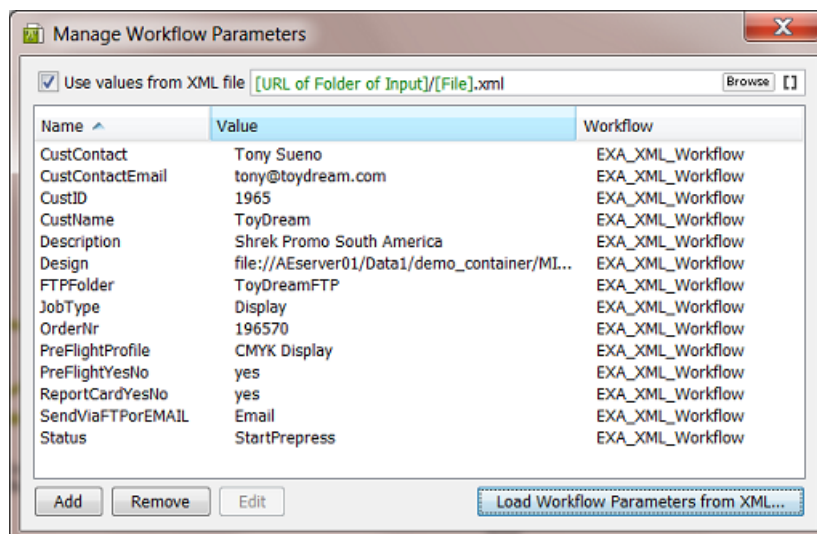 Manage Workflow Parameters
Use values from XML file [URL of Folder of Input]/[File].xml Browse []
Name Value Workflow
CustContact Tony Sueno EXA_XML_Workflow
CustContactEmail tony@toydream.com EXA_XML_Workflow
CustID 1965 EXA_XML_Workflow
CustName ToyDream EXA_XML_Workflow
Description Shrek Promo South America EXA_XML_Workflow
Design file://AEserver01/Data1/demo_container/MI... EXA_XML_Workflow
FTPFolder ToyDreamFTP EXA_XML_Workflow
JobType Display EXA_XML_Workflow
OrderNr 196570 EXA_XML_Workflow
PreFlightProfile CMYK Display EXA_XML_Workflow
PreFlightYesNo yes EXA_XML_Workflow
ReportCardYesNo yes EXA_XML_Workflow
SendViaFTPorEMAIL Email EXA_XML_Workflow
Status StartPrepress EXA_XML_Workflow
Add Remove Edit Load Workflow Parameters from XML...